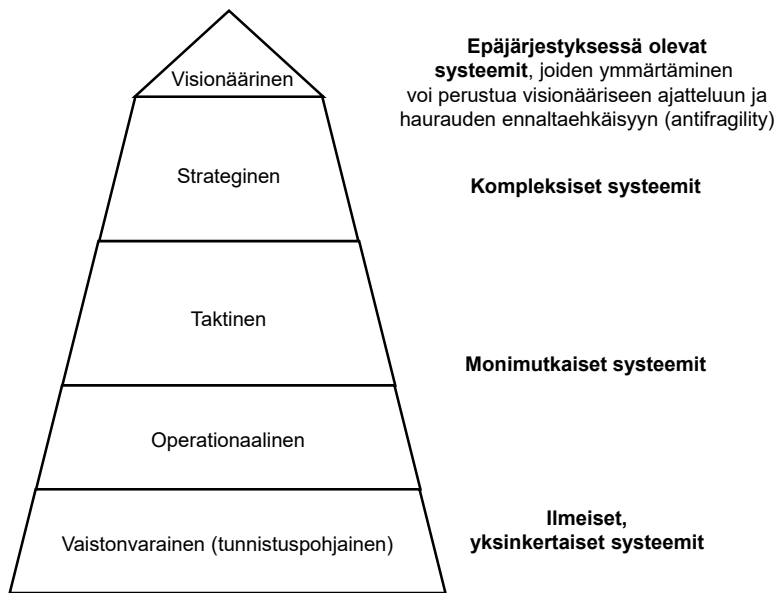 Visionäärinen
Epäjärjestyksessä olevat
systeemit, joiden ymmärtäminen
voi perustua visionääriseen ajatteluun ja
haurauden ennaltaehkäisyyn (antifragility)
Strateginen
Kompleksiset systeemit
Taktinen
Monimutkaiset systeemit
Operationaalinen
Vaistonvarainen (tunnistuspohjainen)
Ilmeiset,
yksinkertaiset systeemit